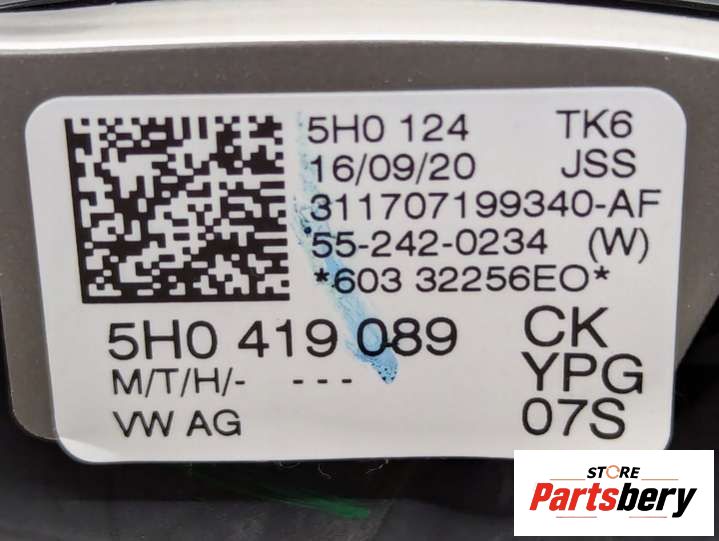 5H0 124 TK6
16/09/20 JSS
311707199340-AF
55-242-0234 (W)
*603 32256EO*
5H0 419 089 CK
M/T/H/- --- YPG
VW AG 07S
STORE
Partsbery